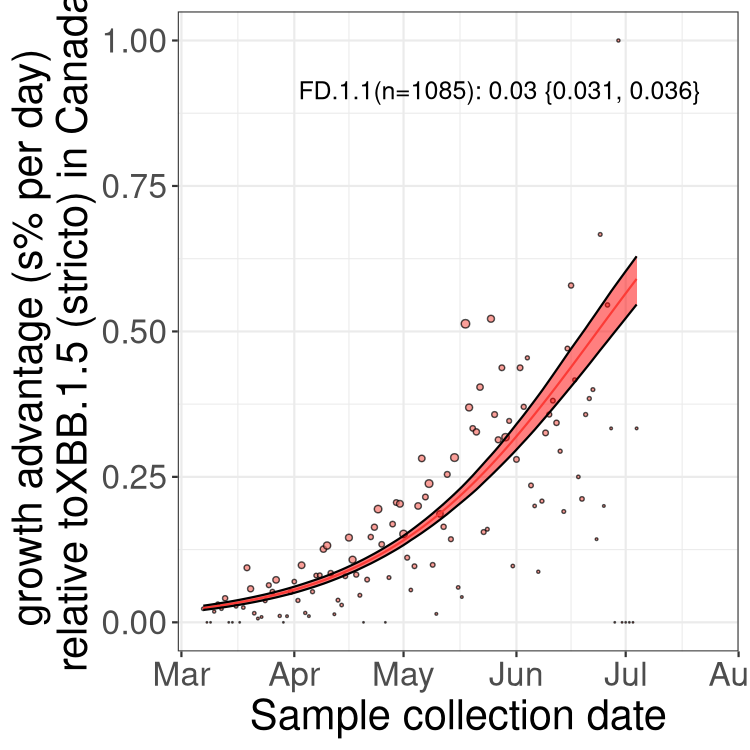 growth advantage (s% per day)
relative toXBB.1.5 (stricto) in Canada
1.00
FD.1.1(n=1085): 0.03 {0.031, 0.036}
0.75
0.50
0.25
0.00
Mar Apr May Jun Jul Au
Sample collection date